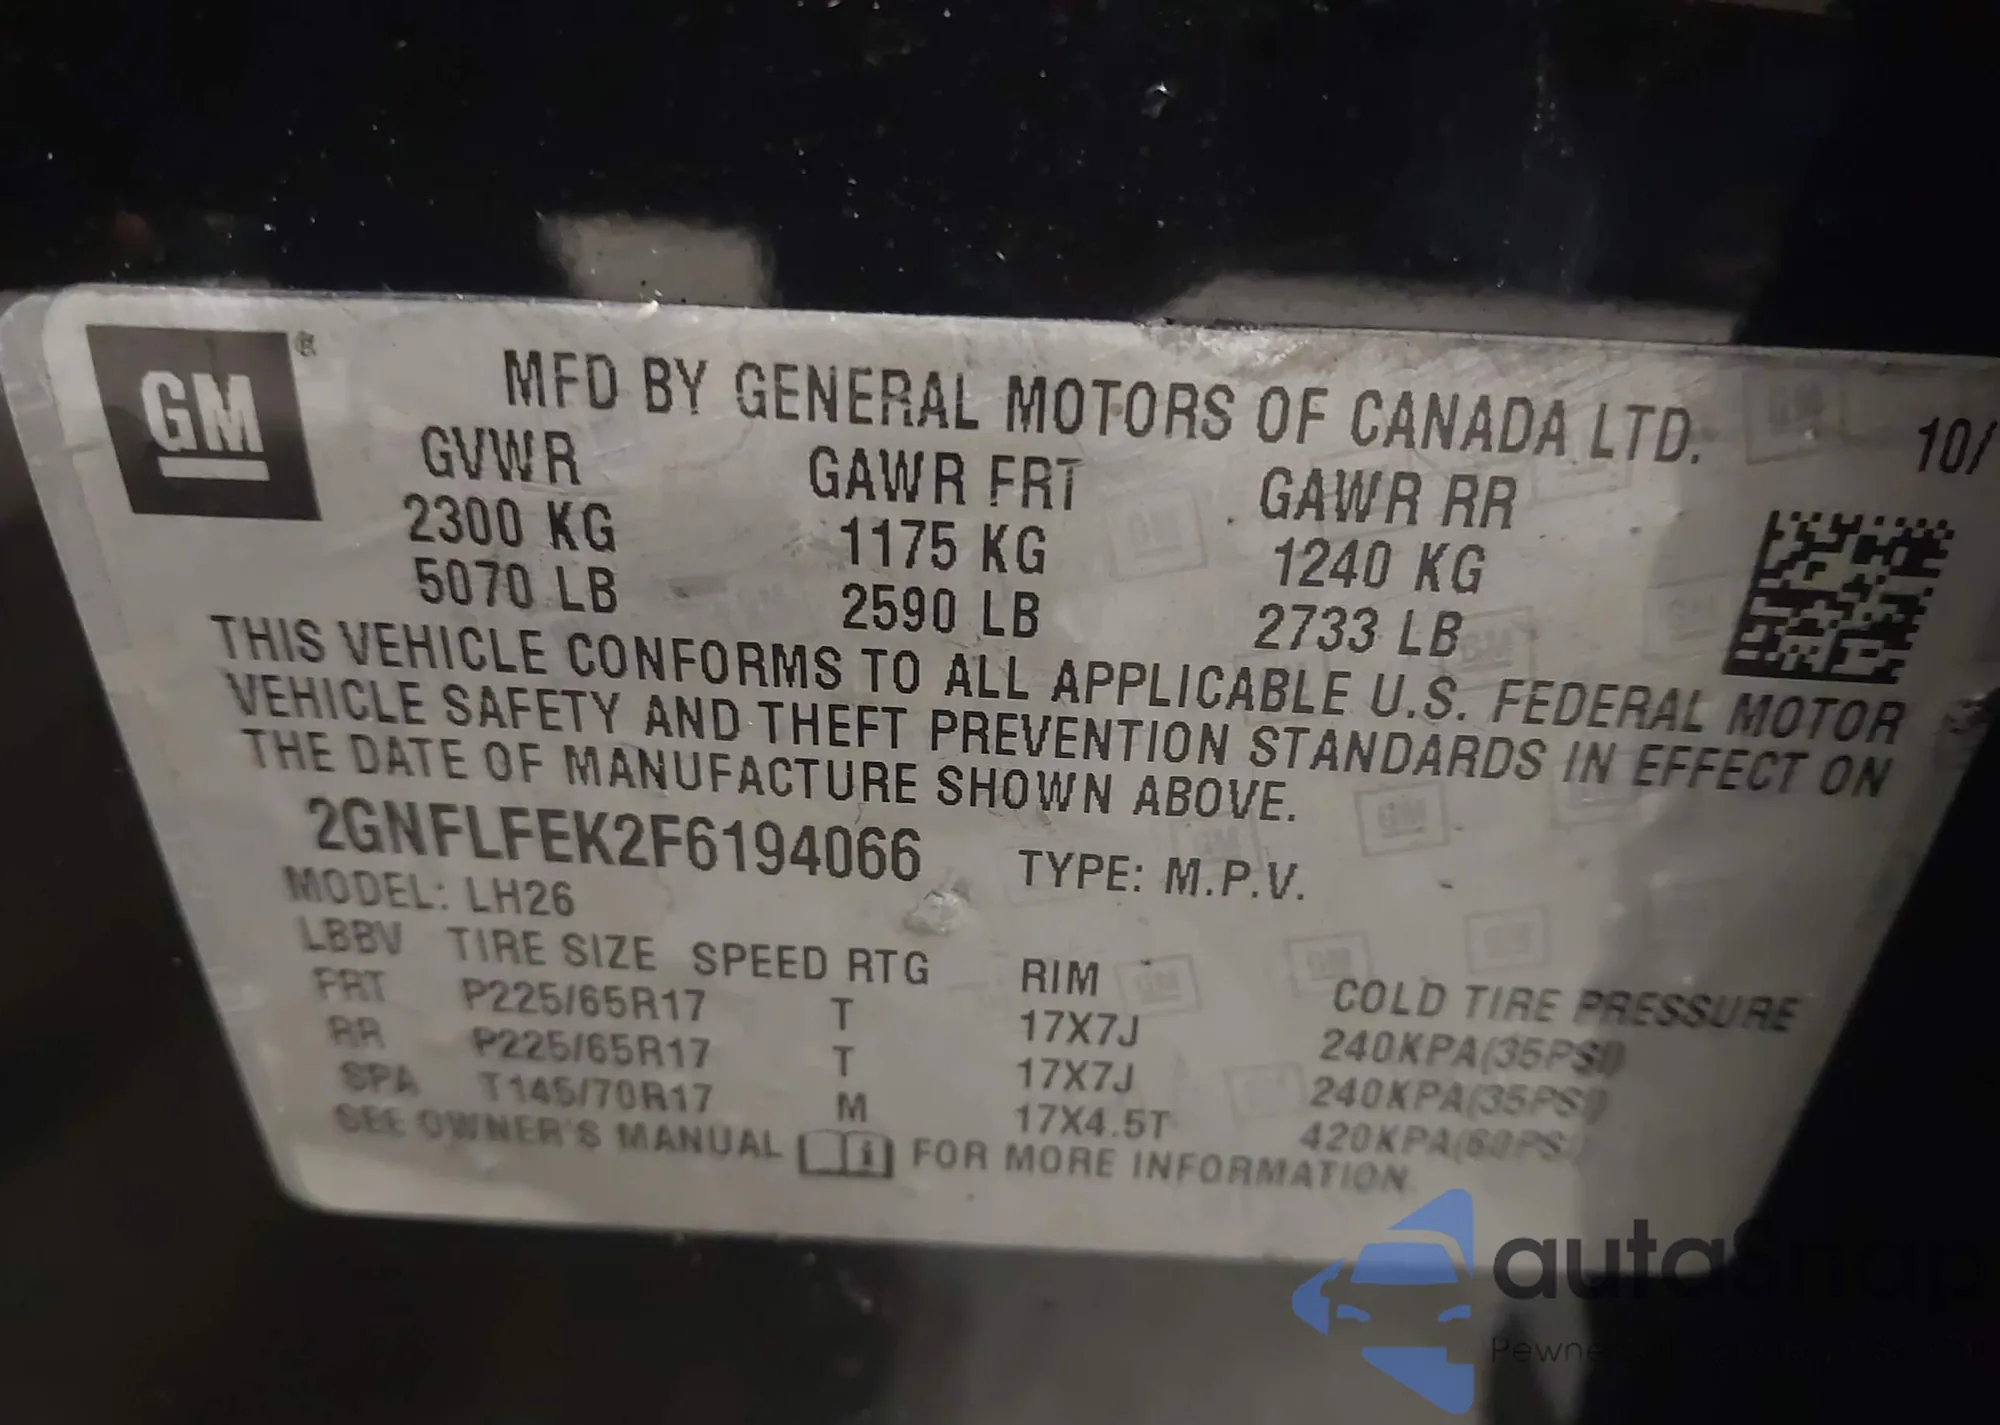 GM ®
MFD BY GENERAL MOTORS OF CANADA LTD. 10/
GVWR GAWR FRT GAWR RR
2300 KG 1175 KG 1240 KG
5070 LB 2590 LB 2733 LB
THIS VEHICLE CONFORMS TO ALL APPLICABLE U.S. FEDERAL MOTOR
VEHICLE SAFETY AND THEFT PREVENTION STANDARDS IN EFFECT ON
THE DATE OF MANUFACTURE SHOWN ABOVE.
2GNFLFEK2F6194066 TYPE: M.P.V.
MODEL: LH26
LBBV TIRE SIZE SPEED RTG RIM COLD TIRE PRESSURE
FRT P225/65R17 T 17X7J 240KPA(35PSI)
RR P225/65R17 T 17X7J 240KPA(35PSI)
SPA T145/70R17 M 17X4.5T 420KPA(60PSI)
SEE OWNER'S MANUAL FOR MORE INFORMATION.
autaSnap